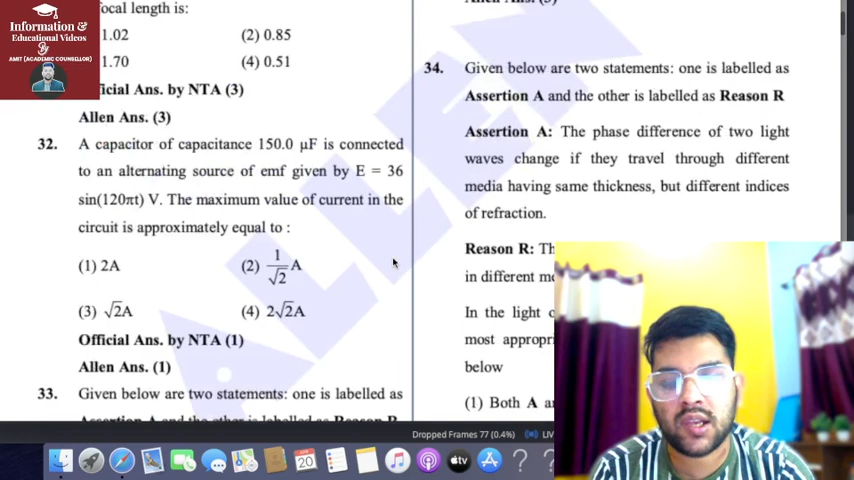 Information &
Educational Videos
By
AMIT (ACADEMIC COUNSELLOR)
focal length is:
1.02
(2) 0.85
1.70
(4) 0.51
Official Ans. by NTA (3)
Allen Ans. (3)
32. A capacitor of capacitance 150.0 μF is connected
to an alternating source of emf given by E = 36
sin(120πt) V. The maximum value of current in the
circuit is approximately equal to :
(1) 2A
(2) 1/√2 A
(3) √2A
(4) 2√2A
Official Ans. by NTA (1)
Allen Ans. (1)
33. Given below are two statements: one is labelled as
34. Given below are two statements: one is labelled as
Assertion A and the other is labelled as Reason R
Assertion A: The phase difference of two light
waves change if they travel through different
media having same thickness, but different indices
of refraction.
Reason R:
in different
In the light
most
below
(1) Both A
ALLEN
Dropped Frames 77 (0.4%)
LIV
20
tv